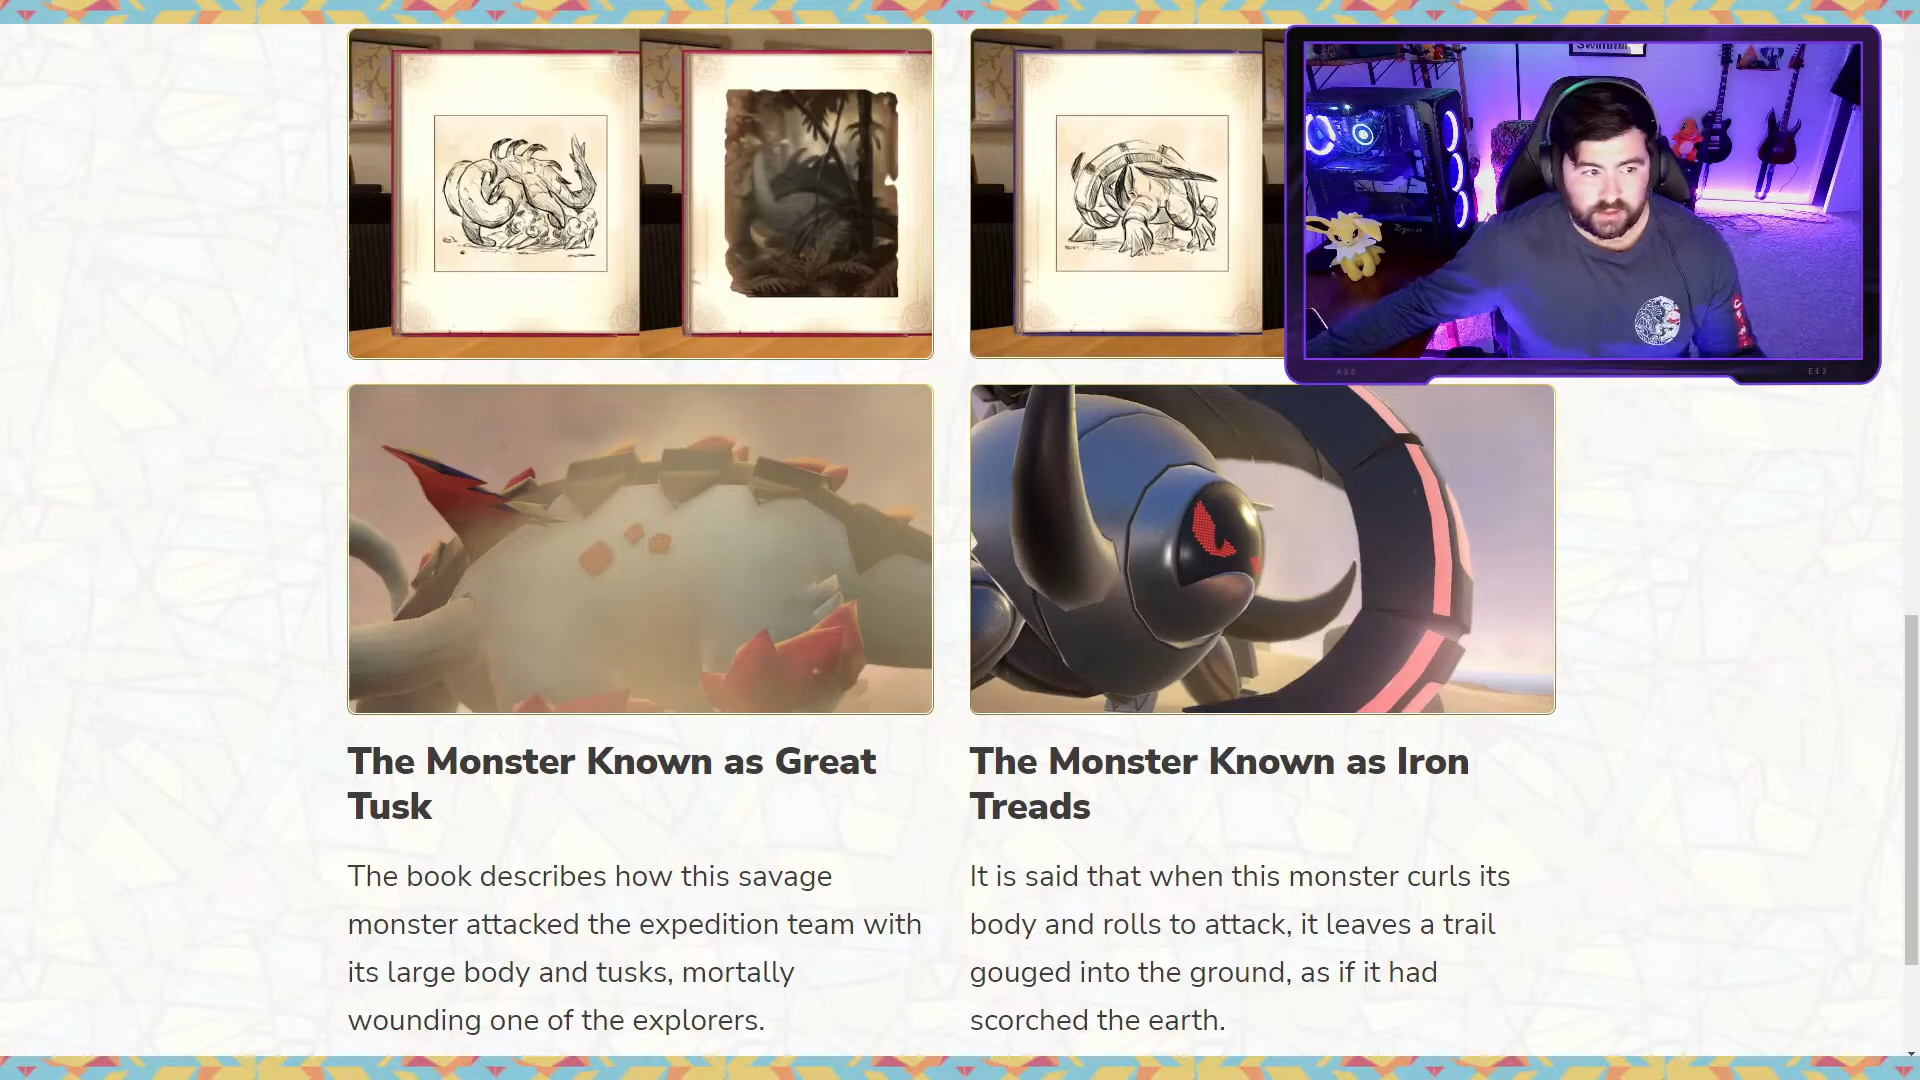 Swimming
The Monster Known as Great
Tusk
The book describes how this savage
monster attacked the expedition team with
its large body and tusks, mortally
wounding one of the explorers.
The Monster Known as Iron
Treads
It is said that when this monster curls its
body and rolls to attack, it leaves a trail
gouged into the ground, as if it had
scorched the earth.